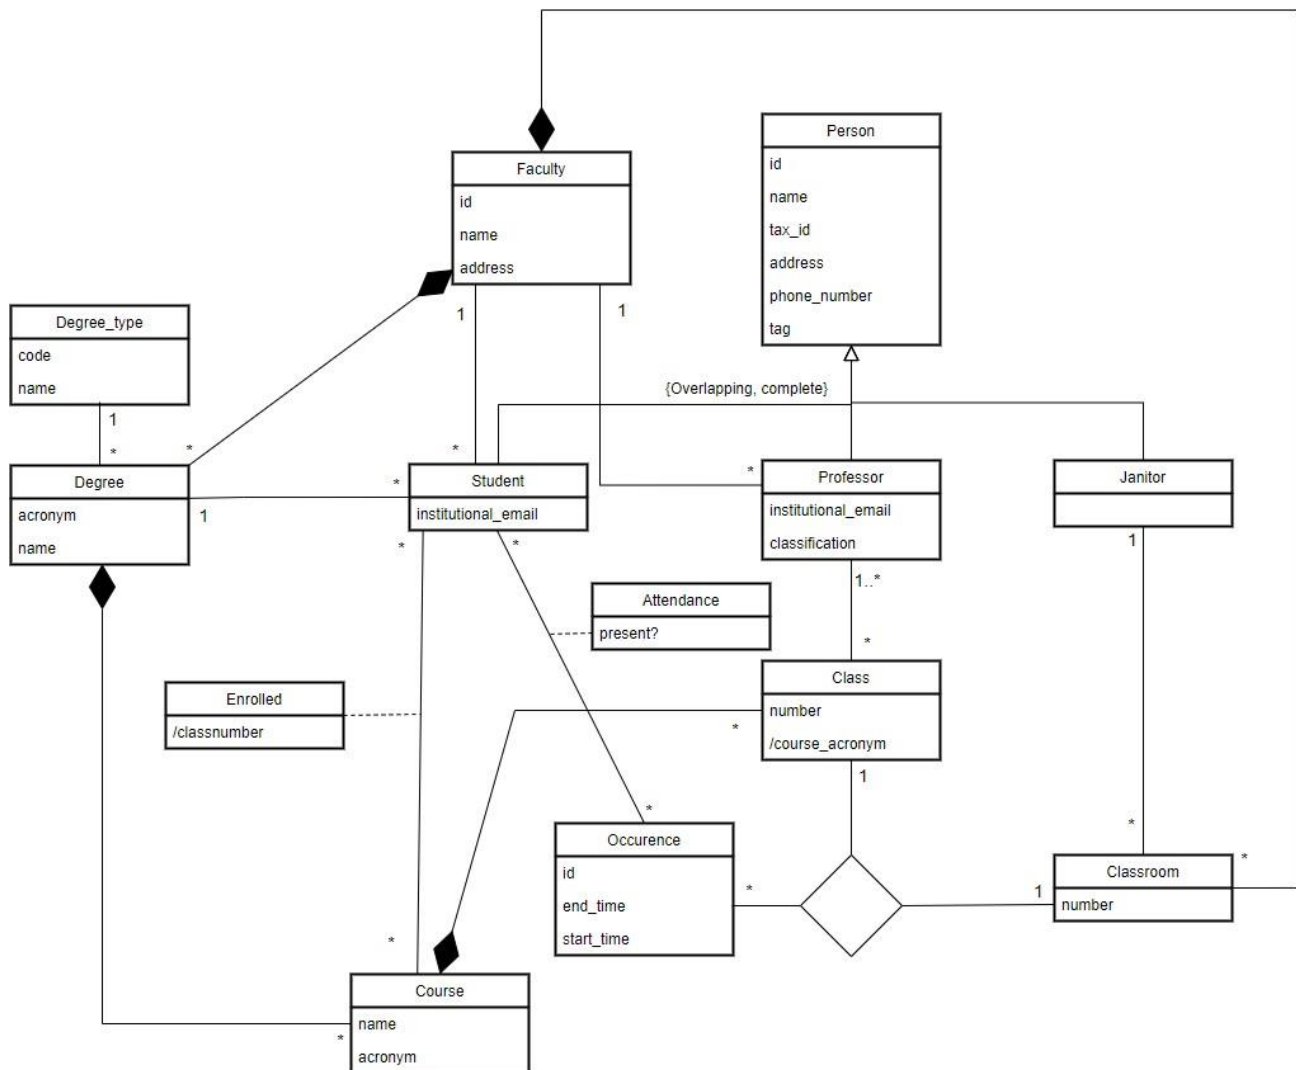 Person
id
name
tax_id
address
phone_number
tag
Faculty
id
name
address
1
1
Degree_type
code
name
1
*
*
{Overlapping, complete}
*
*
Degree
acronym
name
1
*
Student
institutional_email
*
*
Professor
institutional_email
classification
1..*
Janitor
1
Attendance
present?
*
Class
number
/course_acronym
*
1
Enrolled
/classnumber
*
Occurence
id
end_time
start_time
*
*
*
Classroom
number
1
*
Course
name
acronym
*